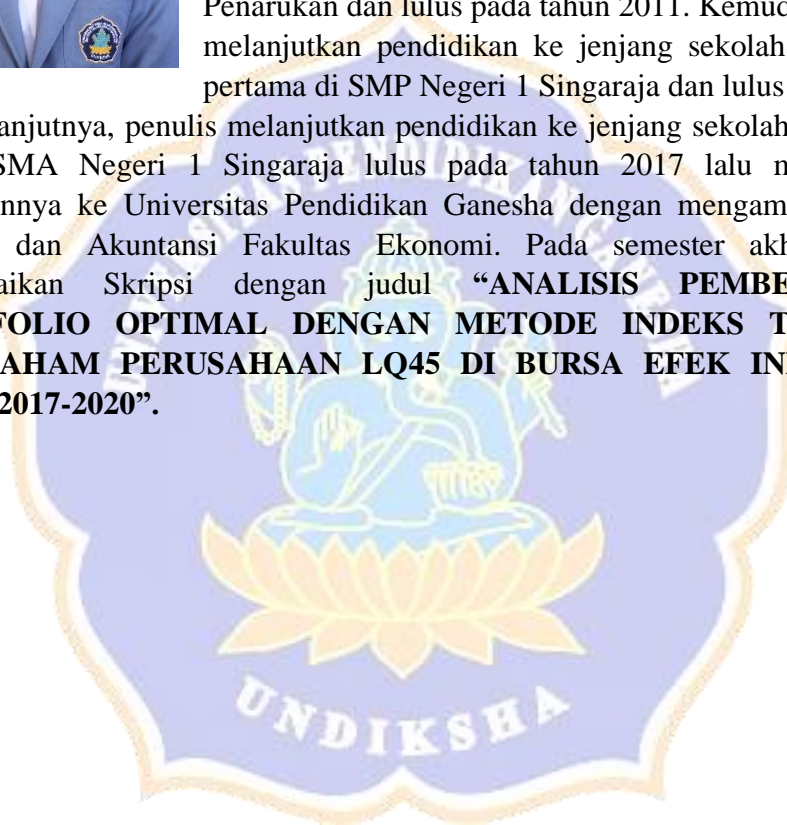 Penarukan dan lulus pada tahun 2011. Kemud
melanjutkan pendidikan ke jenjang sekolah
pertama di SMP Negeri 1 Singaraja dan lulus
anjutnya, penulis melanjutkan pendidikan ke jenjang sekolah
SMA Negeri 1 Singaraja lulus pada tahun 2017 lalu m
nnya ke Universitas Pendidikan Ganesha dengan mengam
dan Akuntansi Fakultas Ekonomi. Pada semester akh
aikan Skripsi dengan judul “ANALISIS PEMBE
FOLIO OPTIMAL DENGAN METODE INDEKS T
AHAM PERUSAHAAN LQ45 DI BURSA EFEK IN
2017-2020”.
UNDIKSHA